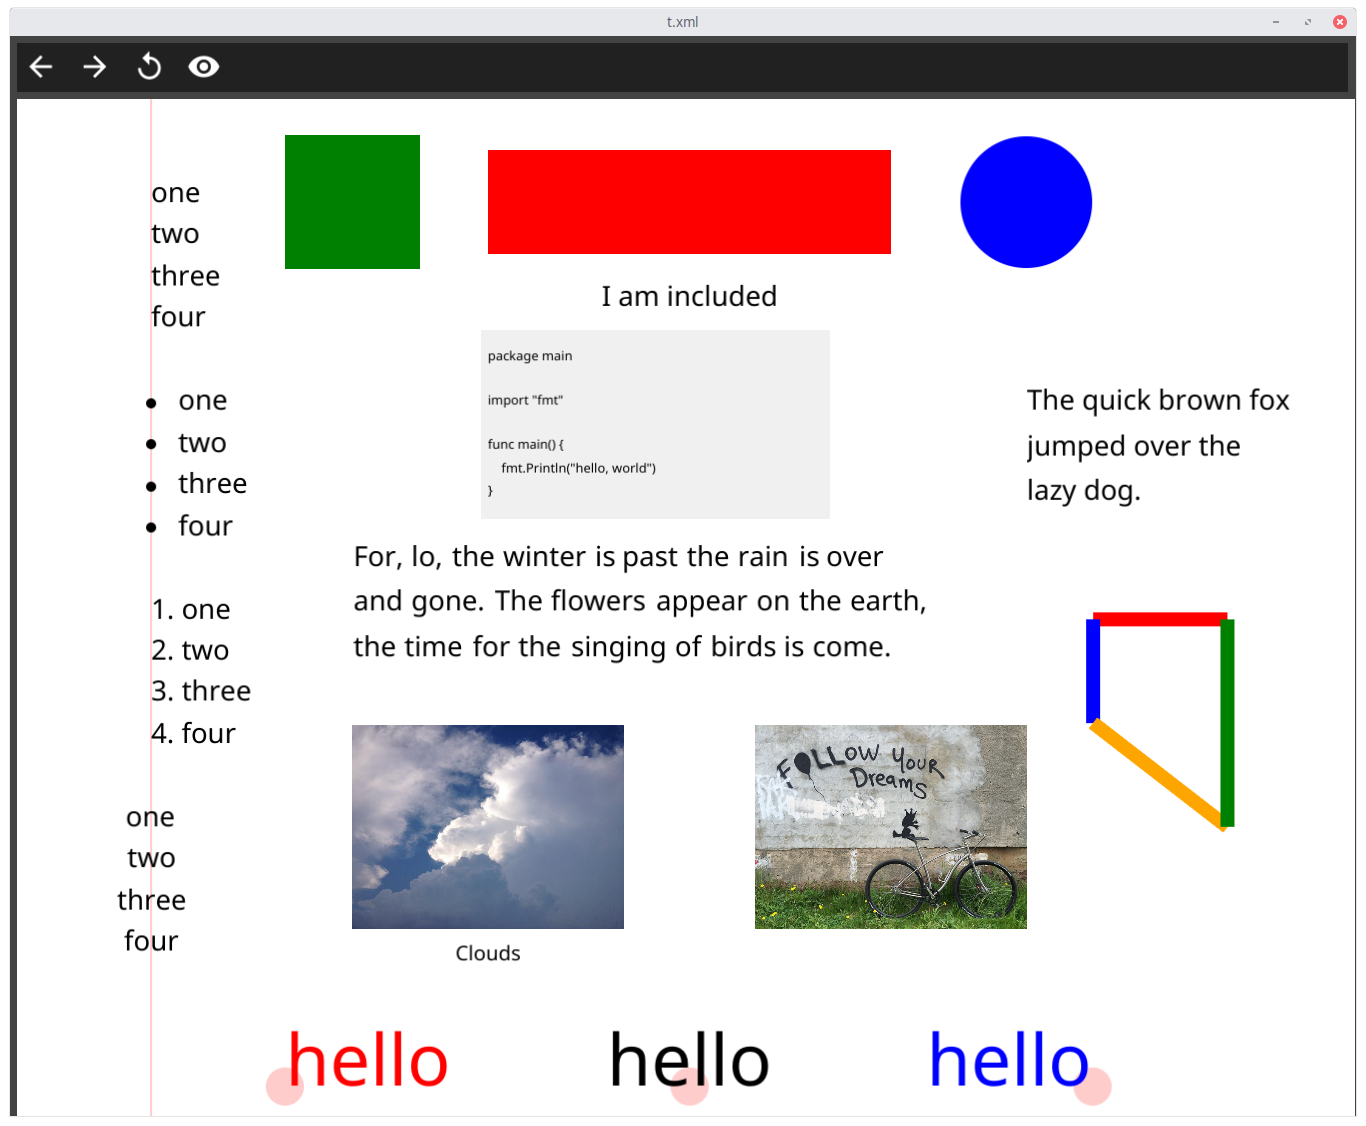 t.xml
one
two
three
four
I am included
package main
import "fmt"
func main() {
    fmt.Println("hello, world")
}
• one
• two
• three
• four
The quick brown fox
jumped over the
lazy dog.
For, lo, the winter is past the rain is over
and gone. The flowers appear on the earth,
the time for the singing of birds is come.
1. one
2. two
3. three
4. four
FOLLOW YOUR
Dreams
one
two
three
four
Clouds
hello
hello
hello